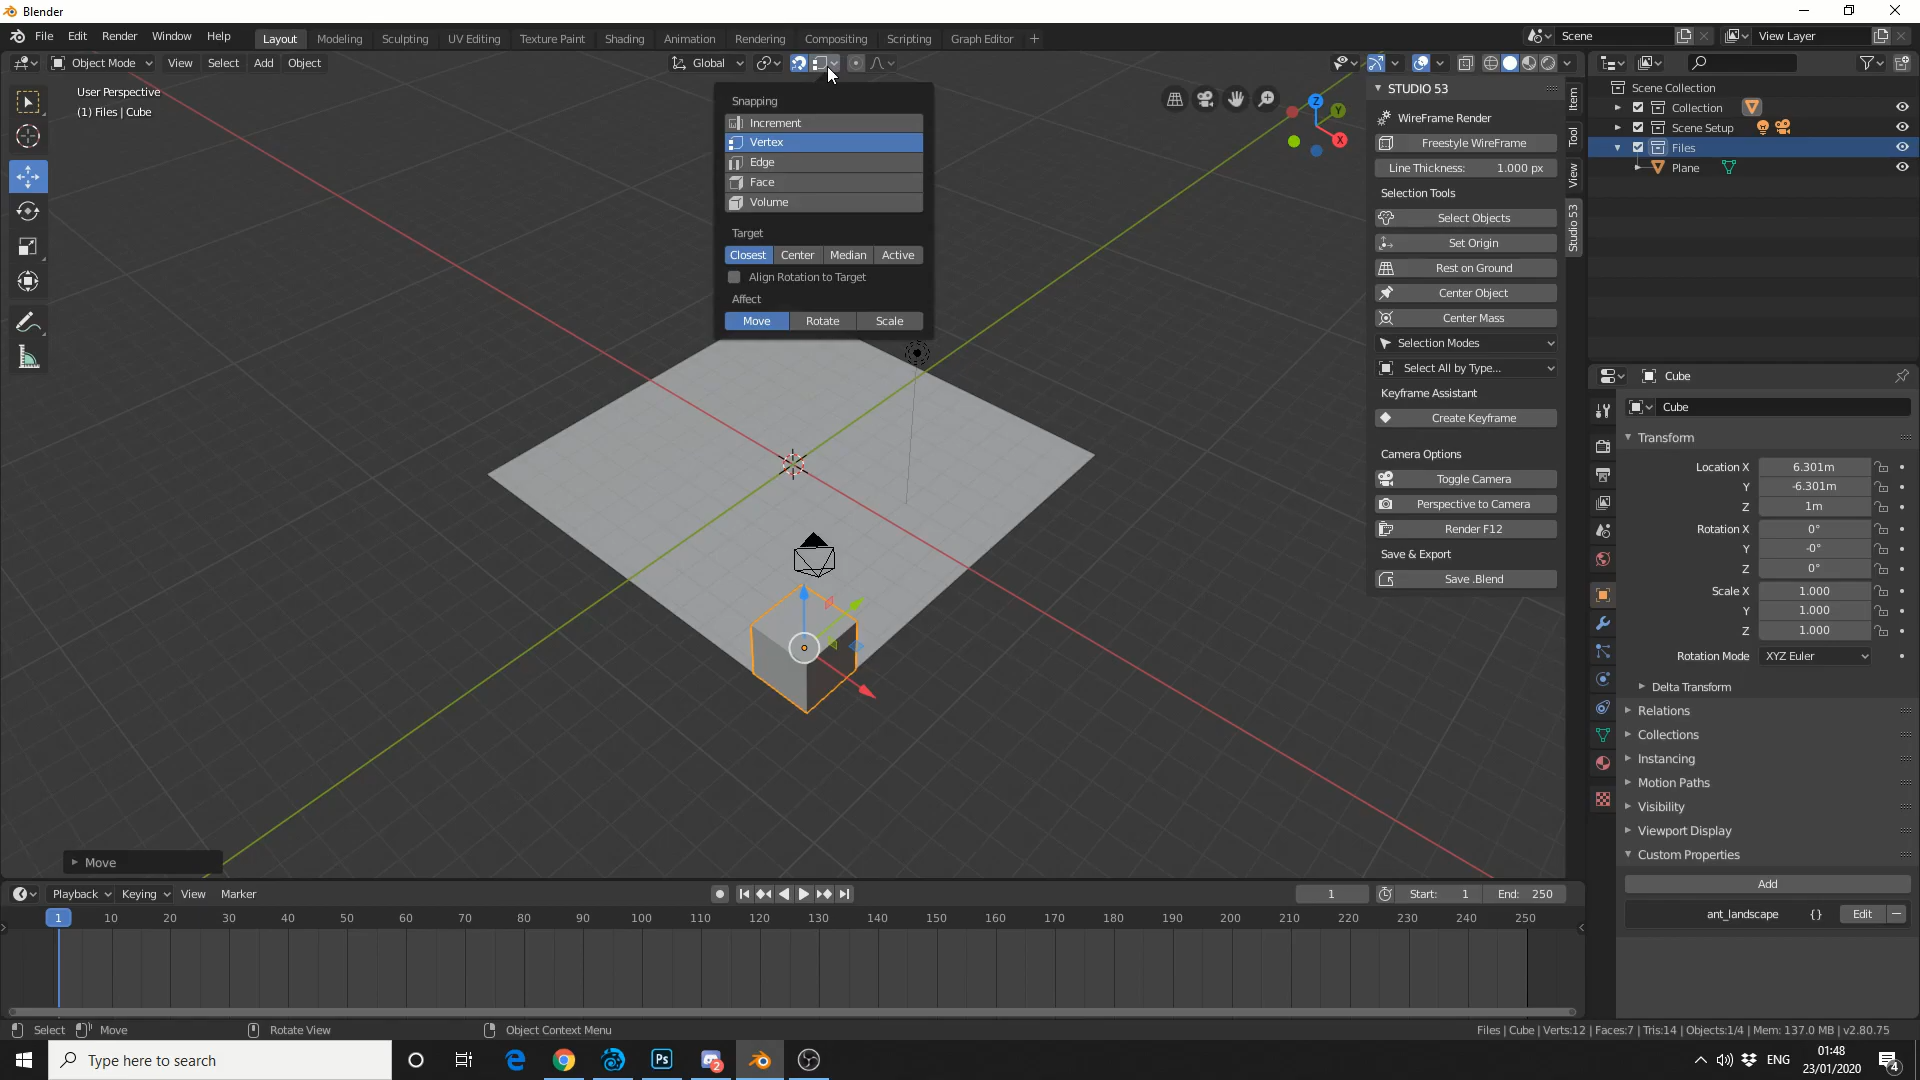 Blender
File Edit Render Window Help
Layout Modeling Sculpting UV Editing Texture Paint Shading Animation Rendering Compositing Scripting Graph Editor +
Scene
View Layer
Object Mode View Select Add Object
Global
User Perspective
(1) Files | Cube
Snapping
Increment
Vertex
Edge
Face
Volume
Target
Closest Center Median Active
Align Rotation to Target
Affect
Move Rotate Scale
Z
Y
X
STUDIO 53
WireFrame Render
Freestyle WireFrame
Line Thickness: 1.000 px
Selection Tools
Select Objects
Set Origin
Rest on Ground
Center Object
Center Mass
Selection Modes
Select All by Type...
Keyframe Assistant
Create Keyframe
Camera Options
Toggle Camera
Perspective to Camera
Render F12
Save & Export
Save .Blend
Item
Tool
View
Studio 53
Scene Collection
Collection
Scene Setup
Files
Plane
Cube
Cube
Transform
Location X 6.301m
Y -6.301m
Z 1m
Rotation X 0°
Y -0°
Z 0°
Scale X 1.000
Y 1.000
Z 1.000
Rotation Mode XYZ Euler
Delta Transform
Relations
Collections
Instancing
Motion Paths
Visibility
Viewport Display
Custom Properties
Add
ant_landscape {} Edit
Move
Playback Keying View Marker
1 Start: 1 End: 250
1 10 20 30 40 50 60 70 80 90 100 110 120 130 140 150 160 170 180 190 200 210 220 230 240 250
Select Move Rotate View Object Context Menu
Files | Cube | Verts:12 | Faces:7 | Tris:14 | Objects:1/4 | Mem: 137.0 MB | v2.80.75
Type here to search
Ps
2
ENG
01:48
23/01/2020
4